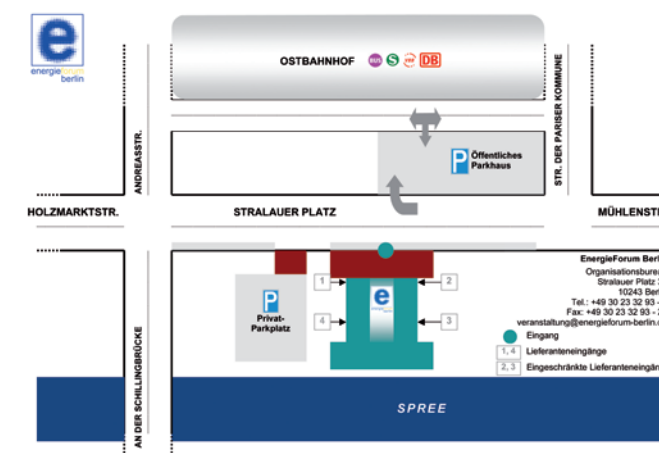 e
energieforum
berlin
OSTBAHNHOF BUS S DB
ANDREASSTR.
STR. DER PARISER KOMMUNE
P Öffentliches
Parkhaus
HOLZMARKTSTR.
STRALAUER PLATZ
MÜHLENST
EnergieForum Berl
Organisationsbure
Stralauer Platz
10243 Berl
Tel.: +49 30 23 32 93 -
Fax: +49 30 23 32 93 -
veranstaltung@energieforum-berlin.d
1
2
e
P
Privat-
Parkplatz
4
3
Eingang
1, 4 Lieferanteneingänge
2, 3 Eingeschränkte Lieferanteneingän
AN DER SCHILLINGBRÜCKE
SPREE